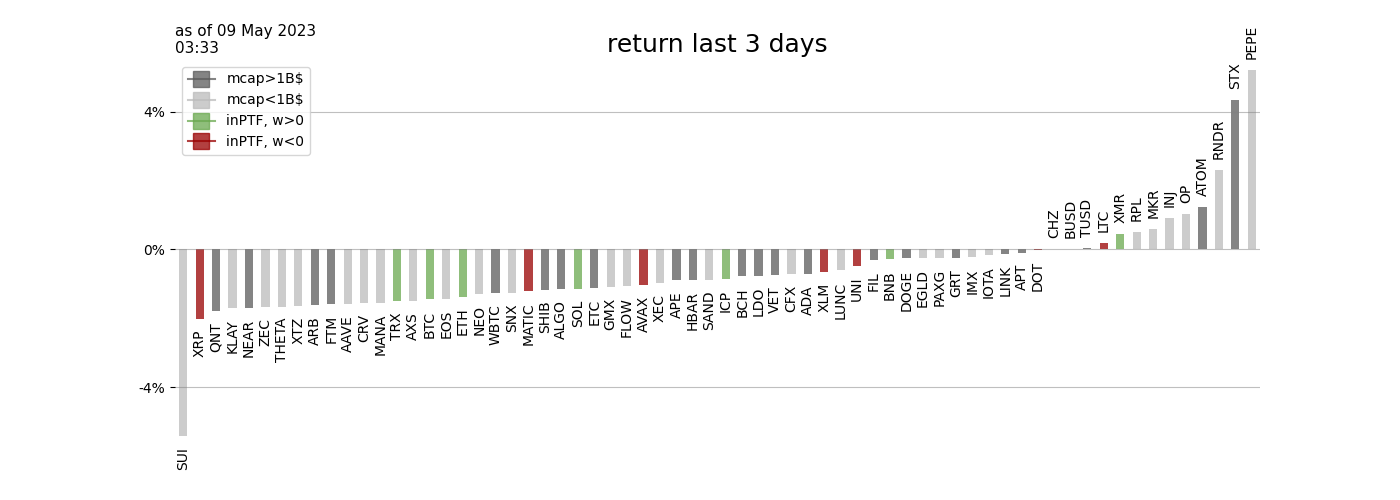 as of 09 May 2023
03:33
return last 3 days
mcap>1B$
mcap<1B$
inPTF, w>0
inPTF, w<0
4%
0%
-4%
SUI
XRP
QNT
KLAY
NEAR
ZEC
THETA
XTZ
ARB
FTM
AAVE
CRV
MANA
TRX
AXS
BTC
EOS
ETH
NEO
WBTC
SNX
MATIC
SHIB
ALGO
SOL
ETC
GMX
FLOW
AVAX
XEC
APE
HBAR
SAND
ICP
BCH
LDO
VET
CFX
ADA
XLM
LUNC
UNI
FIL
BNB
DOGE
EGLD
PAXG
GRT
IMX
IOTA
LINK
APT
DOT
CHZ
BUSD
TUSD
LTC
XMR
RPL
MKR
INJ
OP
ATOM
RNDR
STX
PEPE